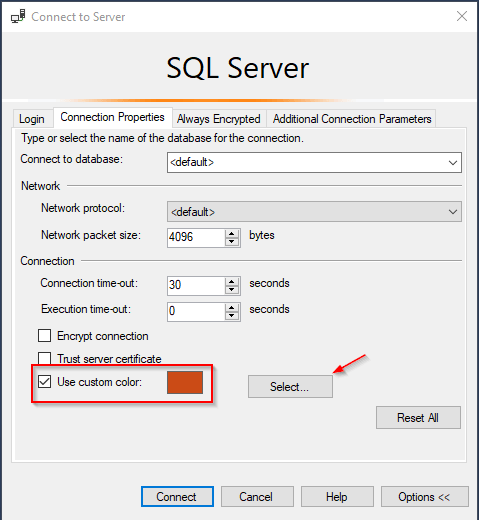 Connect to Server
SQL Server
Login Connection Properties Always Encrypted Additional Connection Parameters
Type or select the name of the database for the connection.
Connect to database: <default>
Network
Network protocol: <default>
Network packet size: 4096 bytes
Connection
Connection time-out: 30 seconds
Execution time-out: 0 seconds
Encrypt connection
Trust server certificate
Use custom color: Select...
Reset All
Connect Cancel Help Options <<